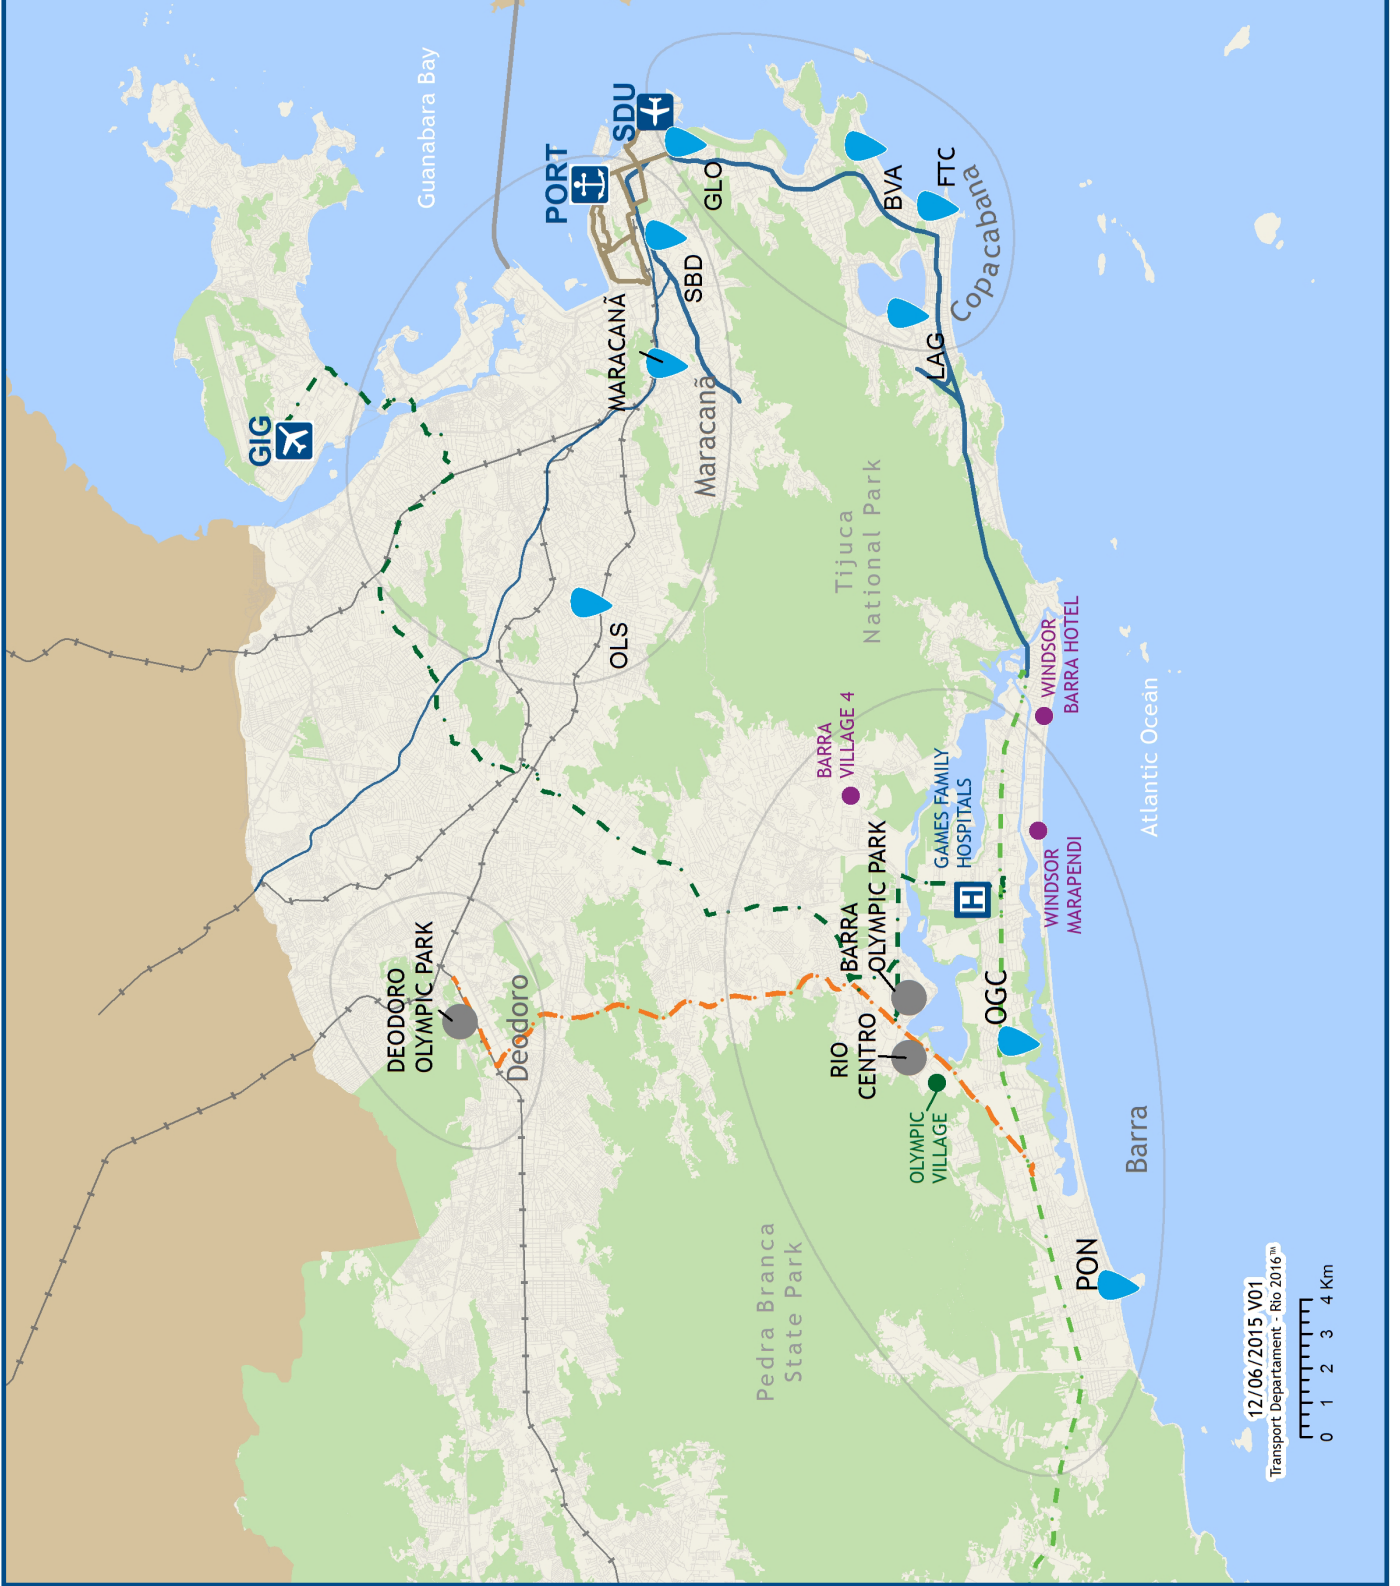 Guanabara Bay
SDU
PORT
GLO
BVA
FTC
Copacabana
SBD
MARACANÃ
LAG
Maracanã
GIG
Tijuca
National Park
OLS
WINDSOR
BARRA HOTEL
BARRA
VILLAGE 4
GAMES FAMILY
HOSPITALS
H
Atlantic Ocean
WINDSOR
MARAPENDI
BARRA
OLYMPIC PARK
DEODORO
OLYMPIC PARK
Deodoro
RIO
CENTRO
OGC
OLYMPIC
VILLAGE
Barra
Pedra Branca
State Park
PON
12/06/2015 V01
Transport Departament - Rio 2016™
0 1 2 3 4 Km